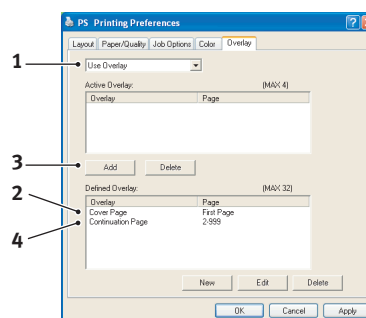 PS Printing Preferences
Layout Paper/Quality Job Options Color Overlay
1 Use Overlay
Active Overlay: (MAX 4)
Overlay Page
3 Add Delete
Defined Overlay: (MAX 32)
Overlay Page
2 Cover Page First Page
4 Continuation Page 2-999
New Edit Delete
OK Cancel Apply